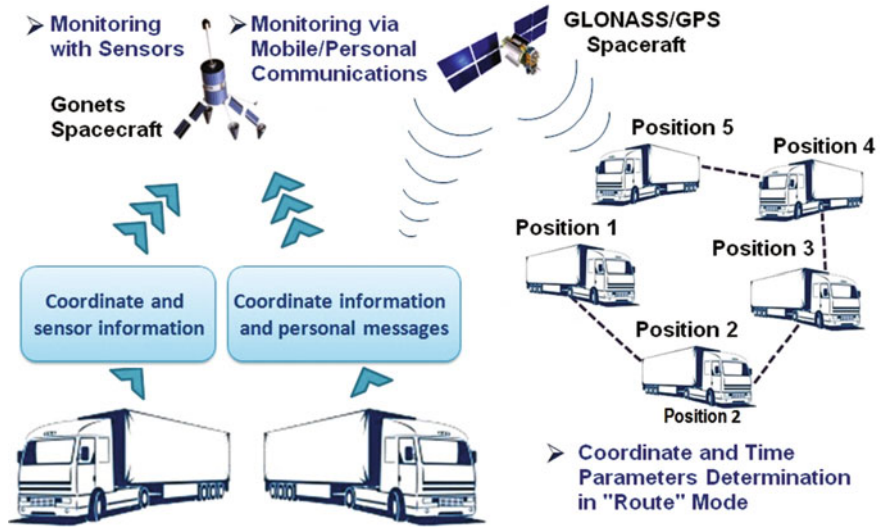 ➢ Monitoring
with Sensors
➢ Monitoring via
Mobile/Personal
Communications
GLONASS/GPS
Spaceraft
Gonets
Spacecraft
Position 5
Position 4
Position 1
Position 3
Position 2
Position 2
Coordinate and
sensor information
Coordinate information
and personal messages
➢ Coordinate and Time
Parameters Determination
in "Route" Mode